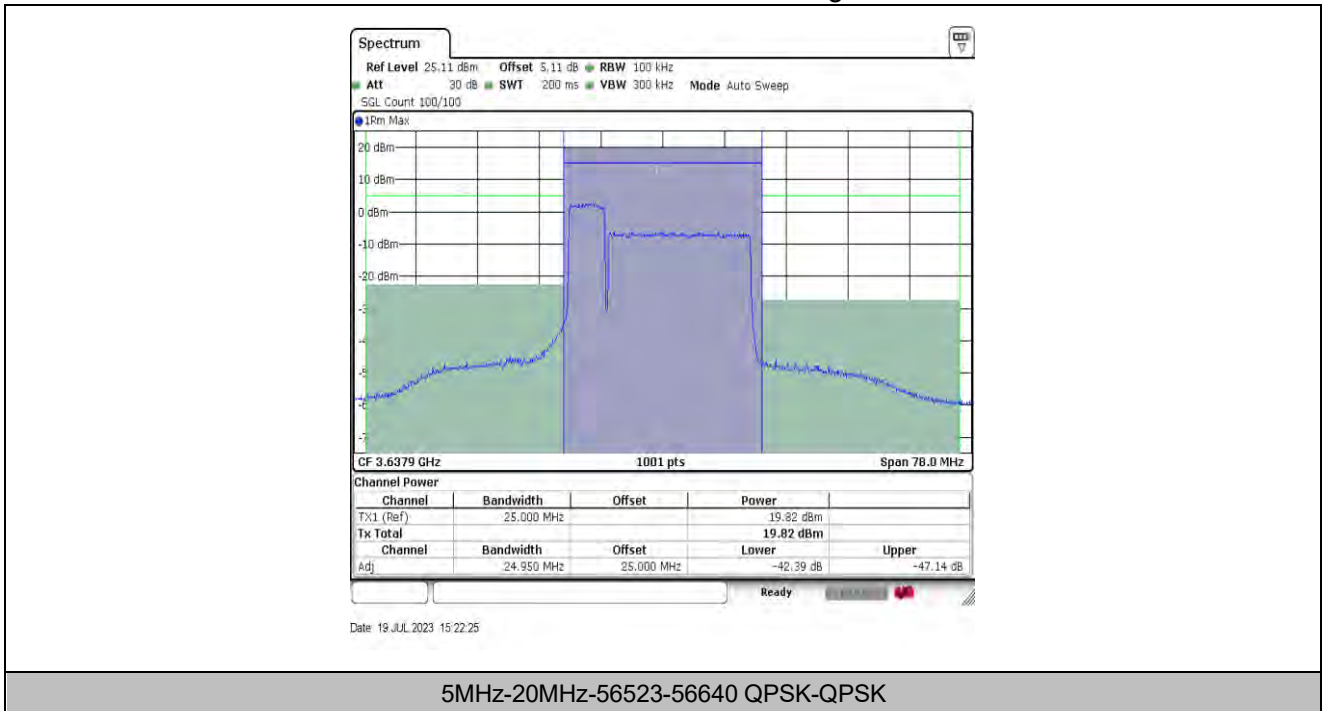 Spectrum
Ref Level 25.11 dBm Offset 5.11 dB RBW 100 kHz
Att 30 dB SWT 200 ms VBW 300 kHz Mode Auto Sweep
SGL Count 100/100
1Rm Max
20 dBm
10 dBm
0 dBm
-10 dBm
-20 dBm
CF 3.6379 GHz 1001 pts Span 78.0 MHz
Channel Power
Channel Bandwidth Offset Power
TX1 (Ref) 25.000 MHz 19.82 dBm
Tx Total 19.82 dBm
Channel Bandwidth Offset Lower Upper
Adj 24.950 MHz 25.000 MHz -42.39 dB -47.14 dB
Ready
Date: 19.JUL.2023 15:22:25
5MHz-20MHz-56523-56640 QPSK-QPSK